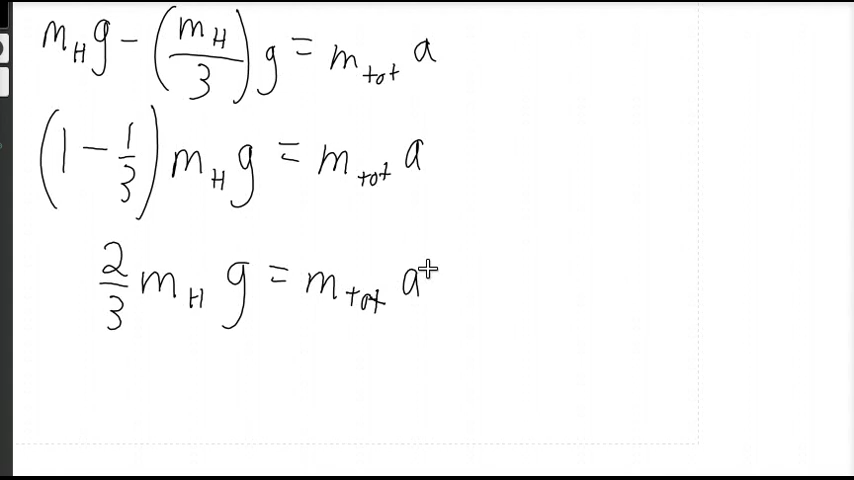 m_H g - (m_H/3) g = m_tot a
(1 - 1/3) m_H g = m_tot a
2/3 m_H g = m_tot a